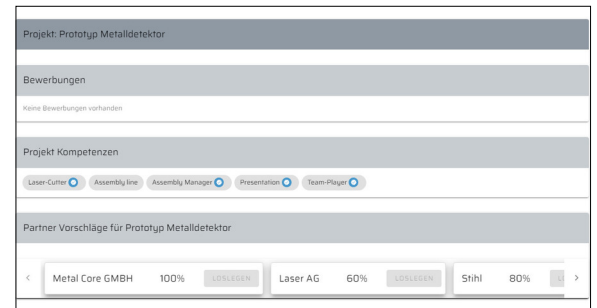 Projekt: Prototyp Metalldetektor
Bewerbungen
Keine Bewerbungen vorhanden
Projekt Kompetenzen
Laser-Cutter Assembly line Assembly Manager Presentation Team-Player
Partner Vorschläge für Prototyp Metalldetektor
Metal Core GMBH 100% LOSLEGEN Laser AG 60% LOSLEGEN Stihl 80%